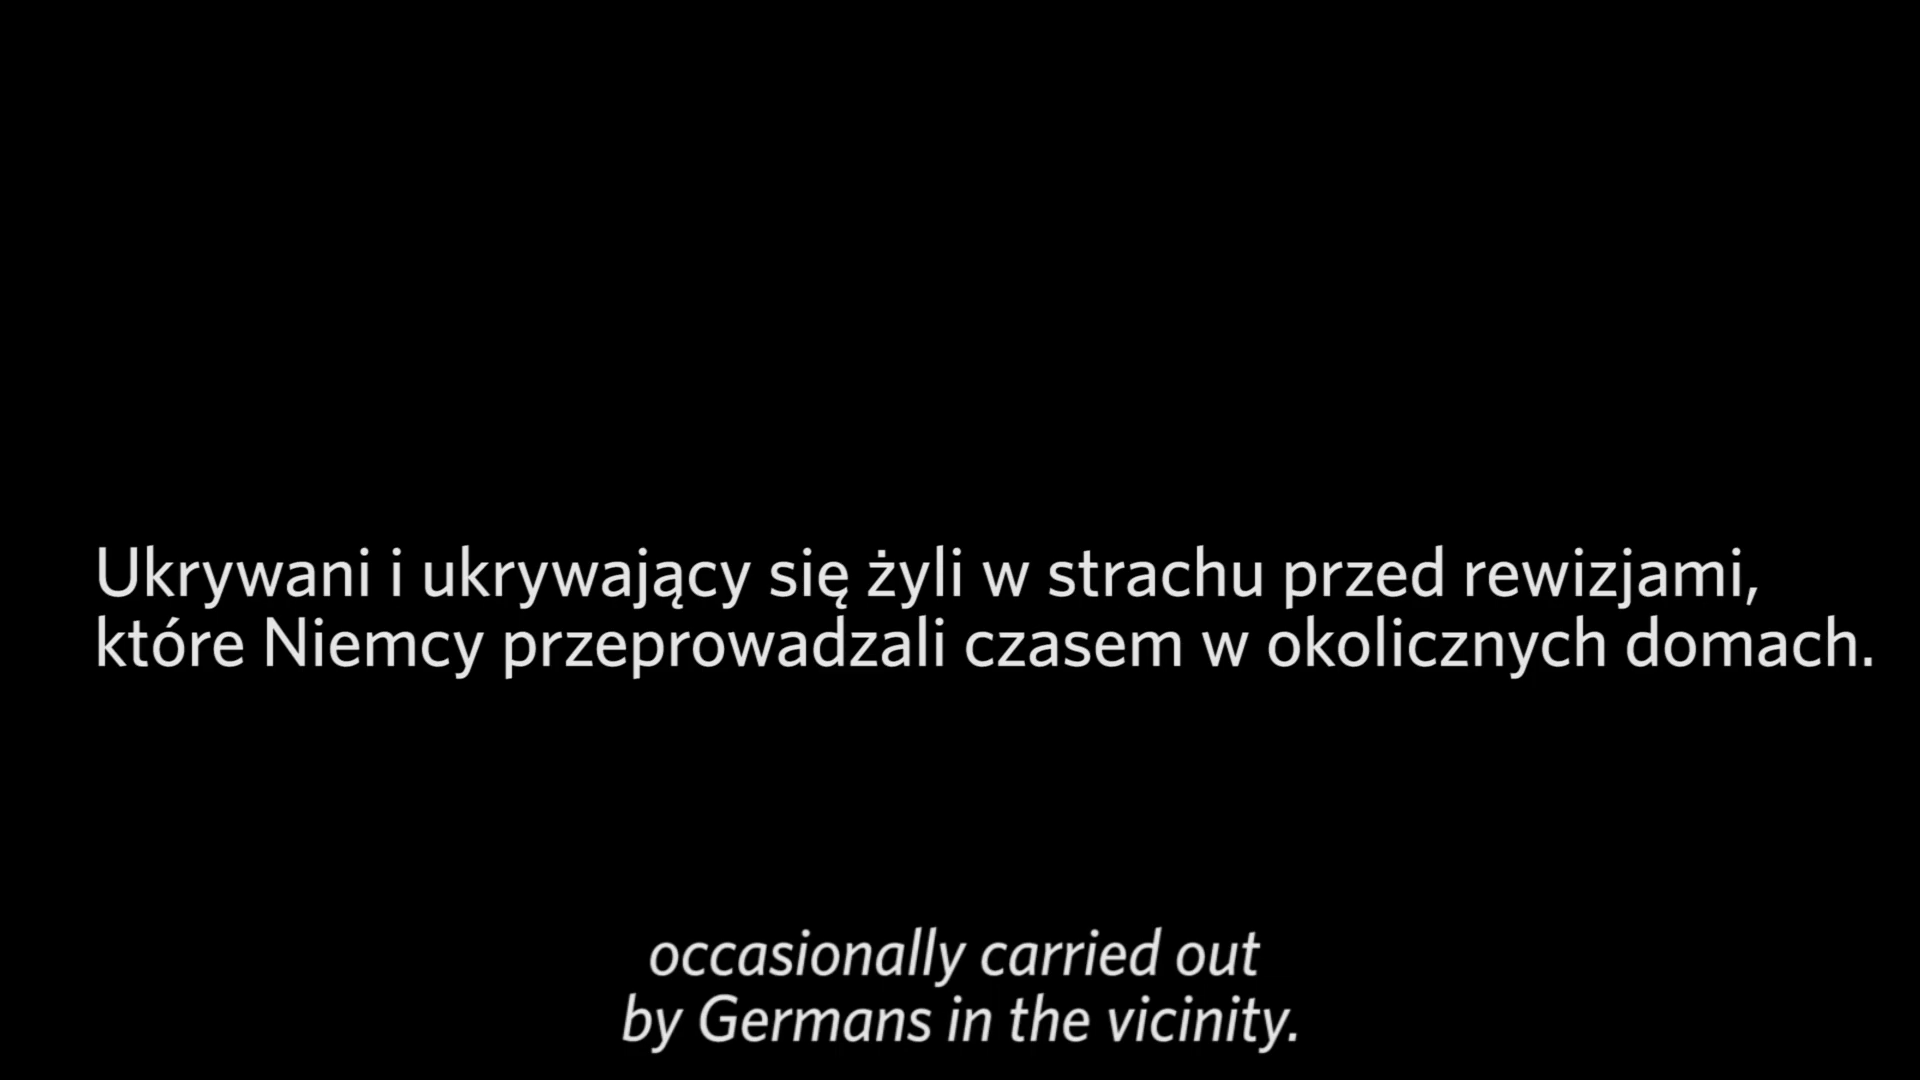 Ukrywani i ukrywający się żyli w strachu przed rewizjami,
które Niemcy przeprowadzali czasem w okolicznych domach.
occasionally carried out
by Germans in the vicinity.